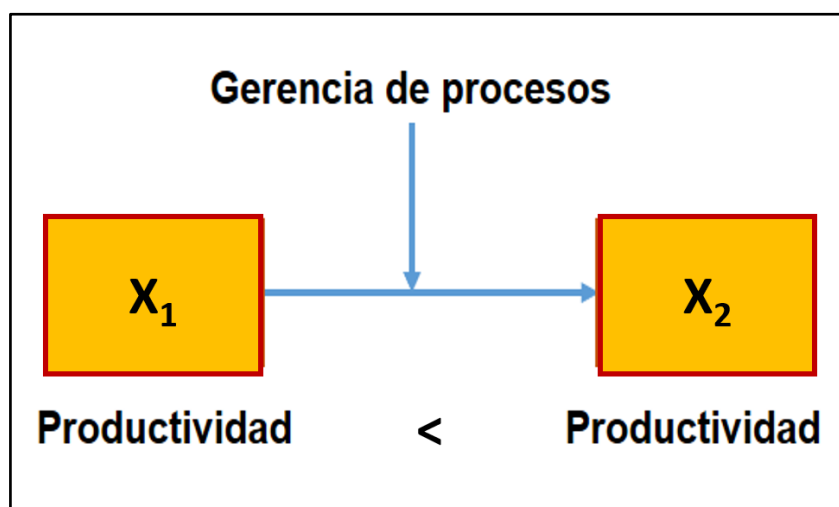 Gerencia de procesos
X₁ X₂
Productividad < Productividad